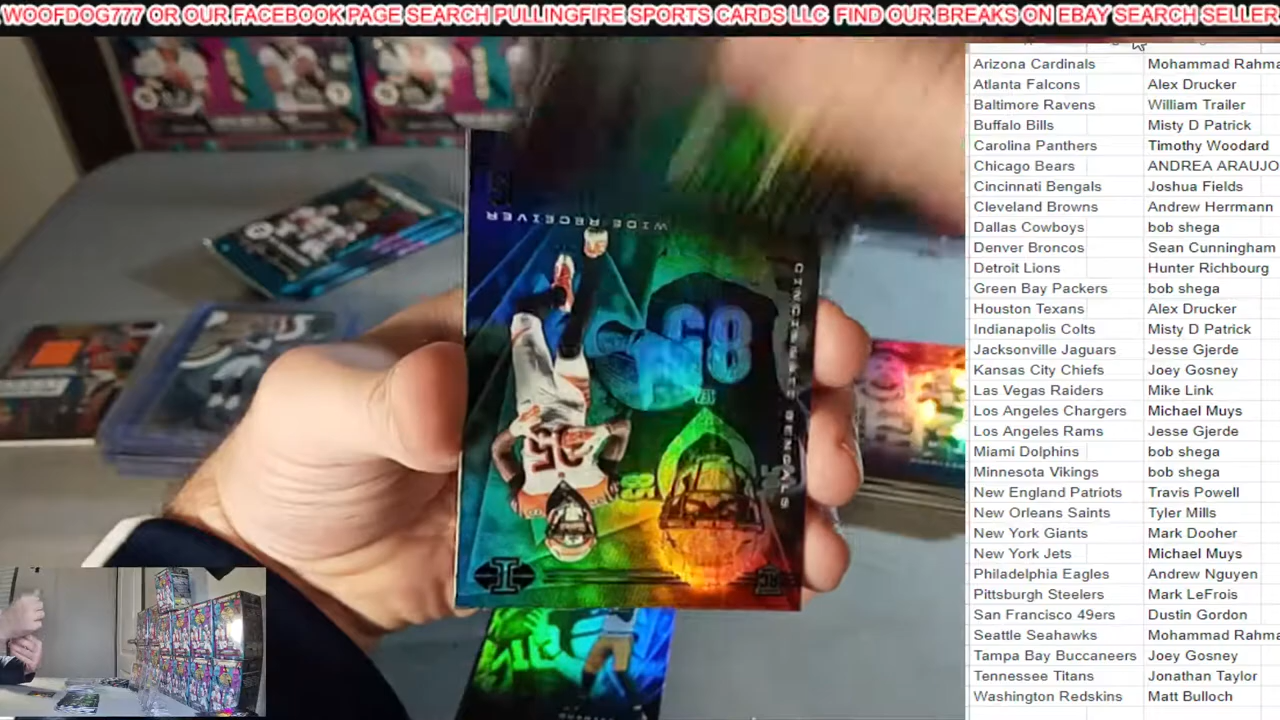 WOOFDOG777 OR OUR FACEBOOK PAGE SEARCH PULLINGFIRE SPORTS CARDS LLC FIND OUR BREAKS ON EBAY SEARCH SELLER:
Arizona Cardinals Mohammad Rahma
Atlanta Falcons Alex Drucker
Baltimore Ravens William Trailer
Buffalo Bills Misty D Patrick
Carolina Panthers Timothy Woodard
Chicago Bears ANDREA ARAUJO
Cincinnati Bengals Joshua Fields
Cleveland Browns Andrew Herrmann
Dallas Cowboys bob shega
Denver Broncos Sean Cunningham
Detroit Lions Hunter Richbourg
Green Bay Packers bob shega
Houston Texans Alex Drucker
Indianapolis Colts Misty D Patrick
Jacksonville Jaguars Jesse Gjerde
Kansas City Chiefs Joey Gosney
Las Vegas Raiders Mike Link
Los Angeles Chargers Michael Muys
Los Angeles Rams Jesse Gjerde
Miami Dolphins bob shega
Minnesota Vikings bob shega
New England Patriots Travis Powell
New Orleans Saints Tyler Mills
New York Giants Mark Dooher
New York Jets Michael Muys
Philadelphia Eagles Andrew Nguyen
Pittsburgh Steelers Mark LeFrois
San Francisco 49ers Dustin Gordon
Seattle Seahawks Mohammad Rahma
Tampa Bay Buccaneers Joey Gosney
Tennessee Titans Jonathan Taylor
Washington Redskins Matt Bulloch
WIDE RECEIVER
CINCINNATI BENGALS
85
85
I
RC